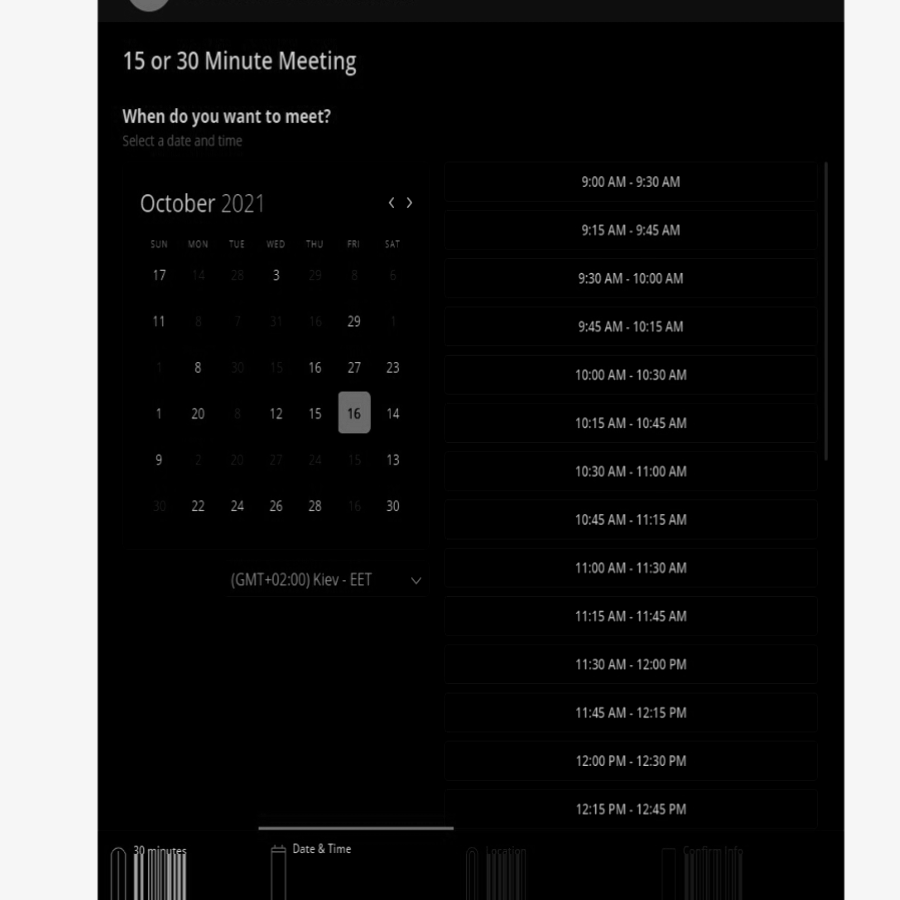 15 or 30 Minute Meeting
When do you want to meet?
Select a date and time
October 2021
SUN MON TUE WED THU FRI SAT
17 14 28 3 29 8 6
11 8 7 31 16 29 1
1 8 30 15 16 27 23
1 20 8 12 15 16 14
9 2 20 27 24 15 13
30 22 24 26 28 16 30
(GMT+02:00) Kiev - EET
9:00 AM - 9:30 AM
9:15 AM - 9:45 AM
9:30 AM - 10:00 AM
9:45 AM - 10:15 AM
10:00 AM - 10:30 AM
10:15 AM - 10:45 AM
10:30 AM - 11:00 AM
10:45 AM - 11:15 AM
11:00 AM - 11:30 AM
11:15 AM - 11:45 AM
11:30 AM - 12:00 PM
11:45 AM - 12:15 PM
12:00 PM - 12:30 PM
12:15 PM - 12:45 PM
30 minutes Date & Time Location Confirm Info